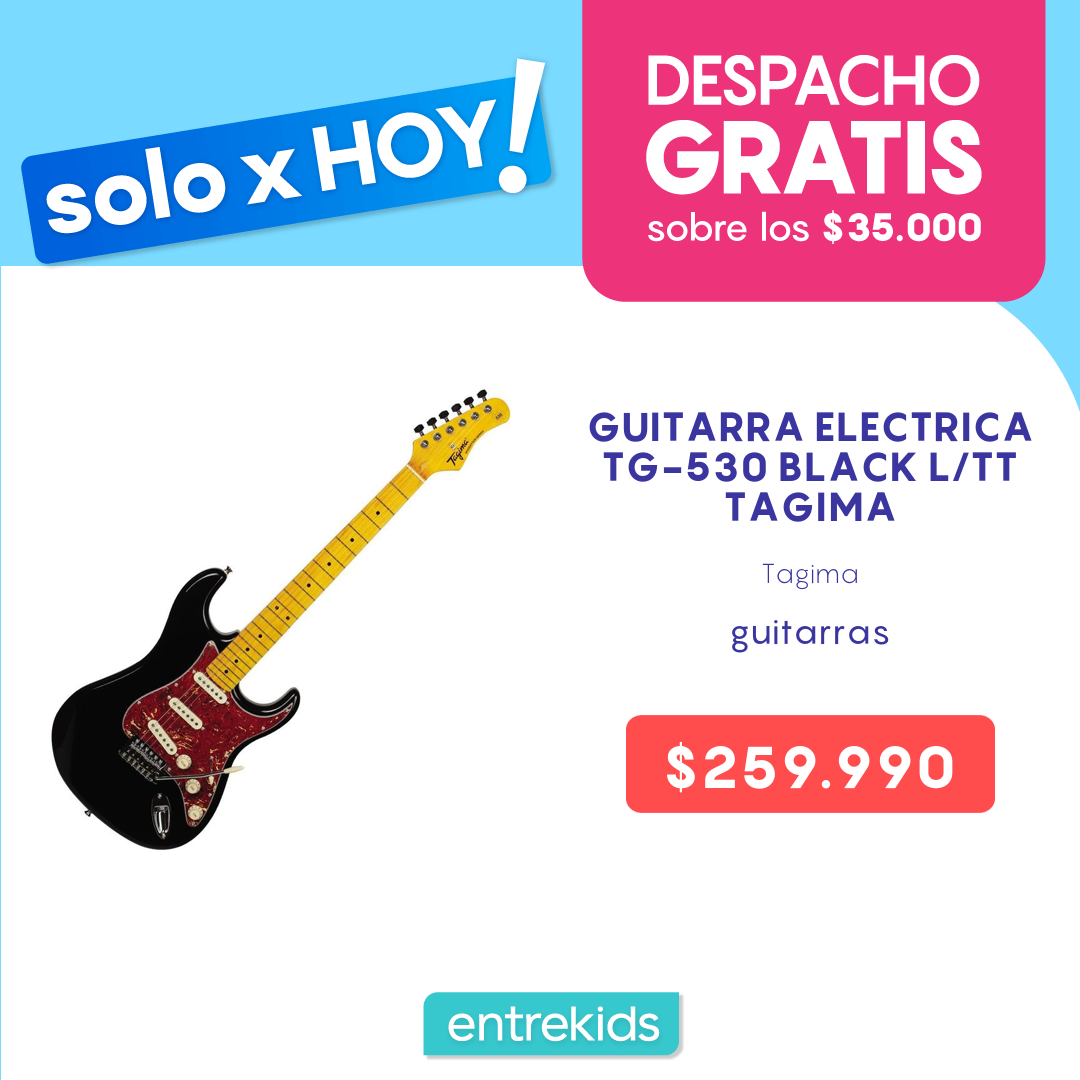 solo x HOY!
DESPACHO
GRATIS
sobre los $35.000
Tagima
GUITARRA ELECTRICA
TG-530 BLACK L/TT
TAGIMA
Tagima
guitarras
$259.990
entrekids